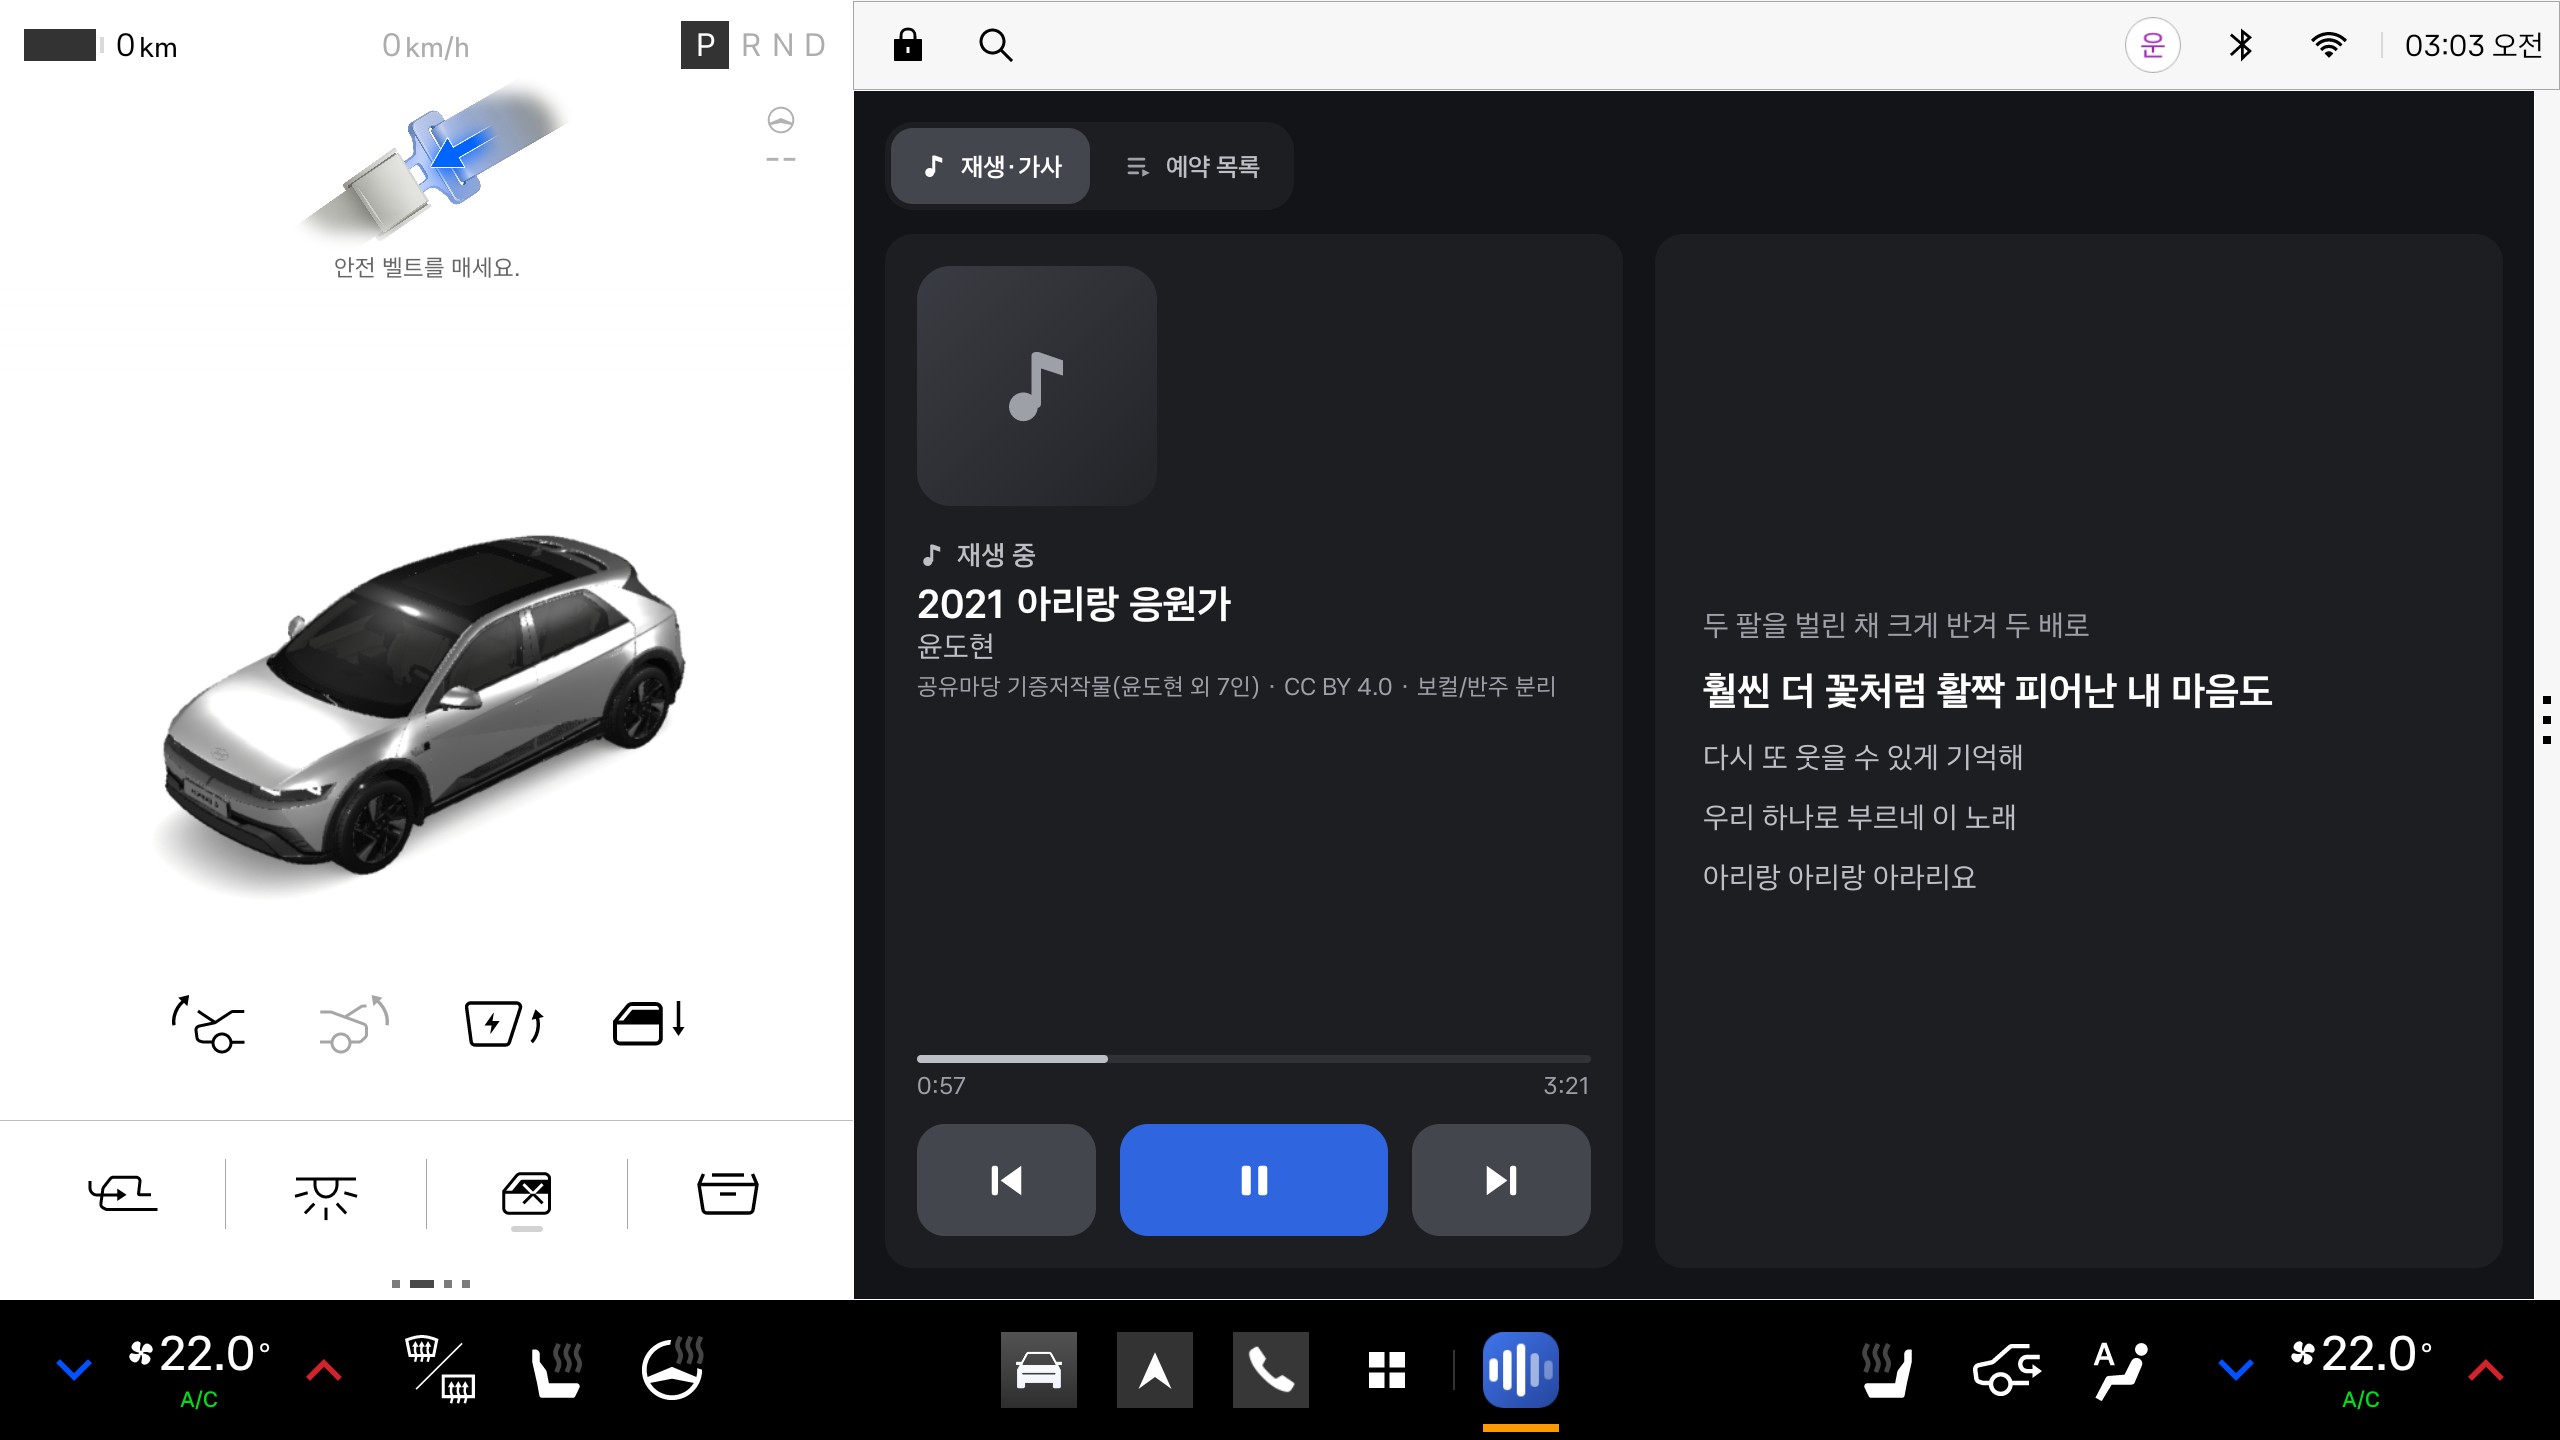 0 km
0 km/h
P R N D
운
03:03 오전
안전 벨트를 매세요.
재생·가사
예약 목록
재생 중
2021 아리랑 응원가
윤도현
공유마당 기증저작물(윤도현 외 7인) · CC BY 4.0 · 보컬/반주 분리
0:57
3:21
두 팔을 벌린 채 크게 반겨 두 배로
훨씬 더 꽃처럼 활짝 피어난 내 마음도
다시 또 웃을 수 있게 기억해
우리 하나로 부르네 이 노래
아리랑 아리랑 아라리요
22.0°
A/C
A
22.0°
A/C